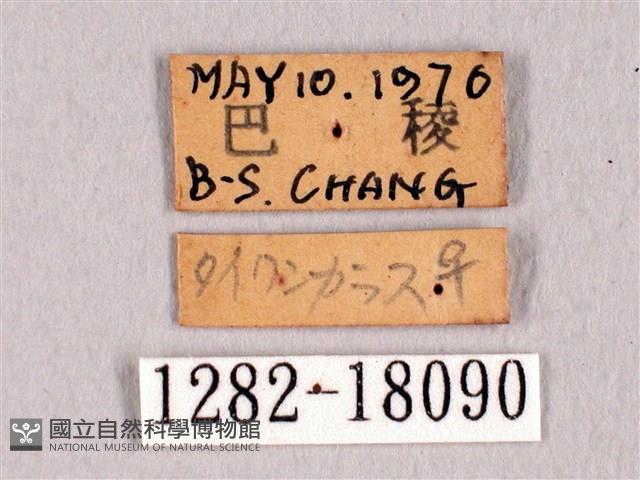 MAY 10. 1970
巴 稜
B-S. CHANG
タイワンカラス ♀
1282-18090
國立自然科學博物館
NATIONAL MUSEUM OF NATURAL SCIENCE